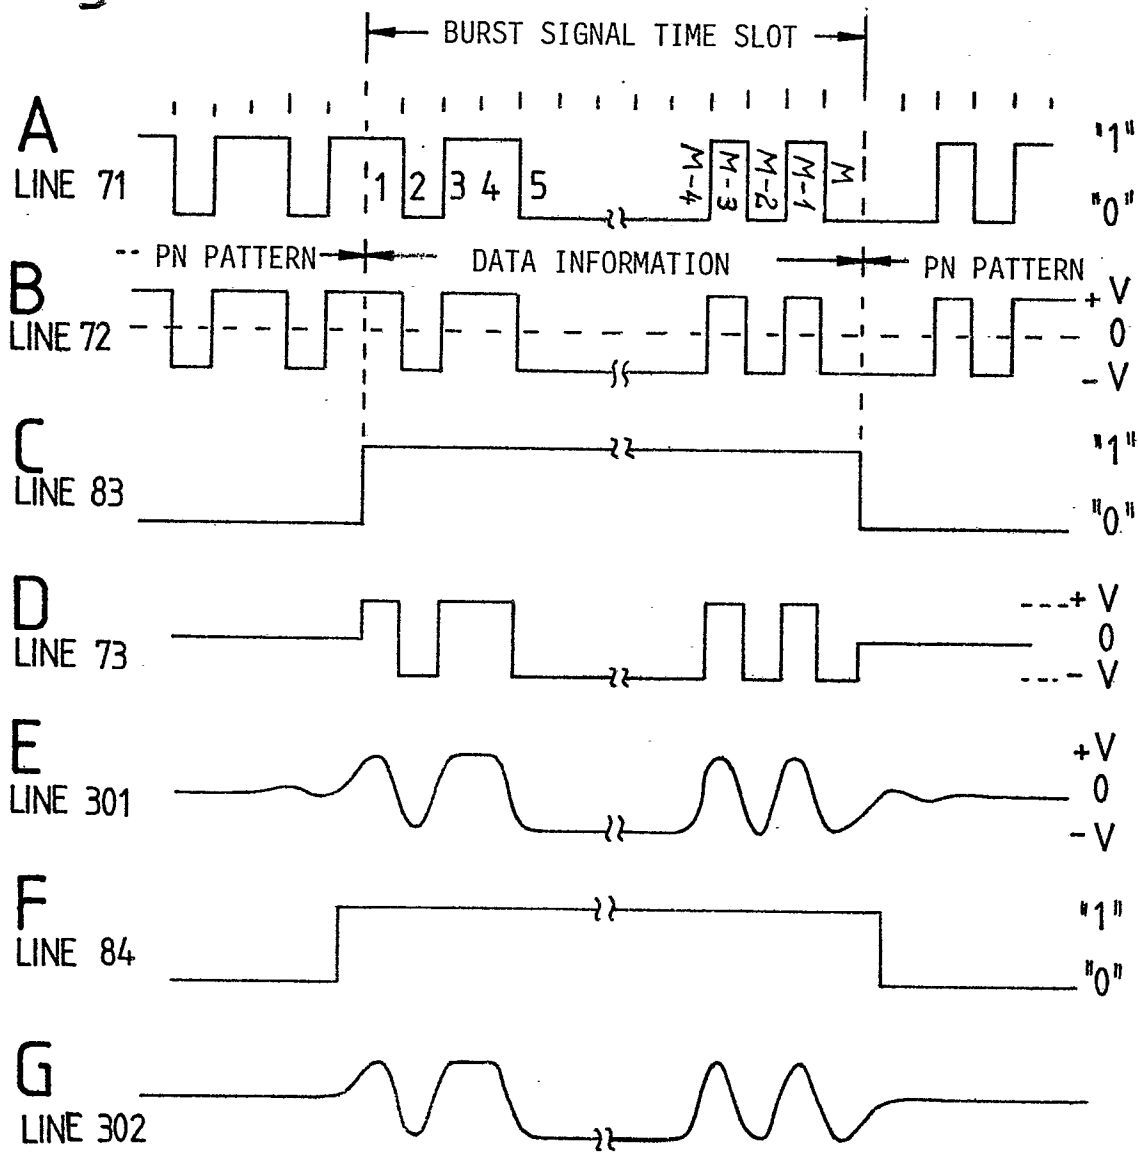 BURST SIGNAL TIME SLOT
A
LINE 71
1 2 3 4 5
M-4 M-3 M-2 M-1 M
"1"
"0"
-- PN PATTERN
DATA INFORMATION
PN PATTERN
B
LINE 72
+ V
0
- V
C
LINE 83
"1"
"0"
D
LINE 73
---+ V
0
---- V
E
LINE 301
+V
0
-V
F
LINE 84
"1"
"0"
G
LINE 302